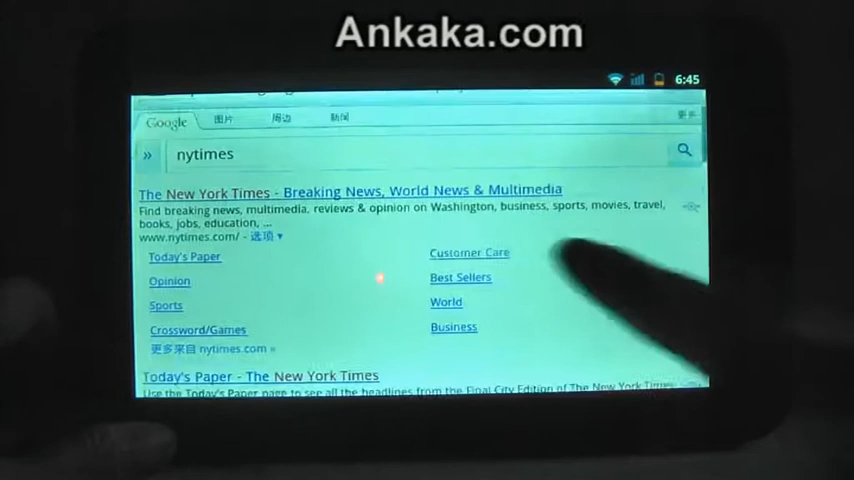 Ankaka.com
6:45
Google 图片 周边 新闻 更多
» nytimes
The New York Times - Breaking News, World News & Multimedia
Find breaking news, multimedia, reviews & opinion on Washington, business, sports, movies, travel,
books, jobs, education, ...
www.nytimes.com/ - 选项 ▾
Today's Paper Customer Care
Opinion Best Sellers
Sports World
Crossword/Games Business
更多来自 nytimes.com »
Today's Paper - The New York Times
Use the Today's Paper page to see all the headlines from the Final City Edition of The New York Times